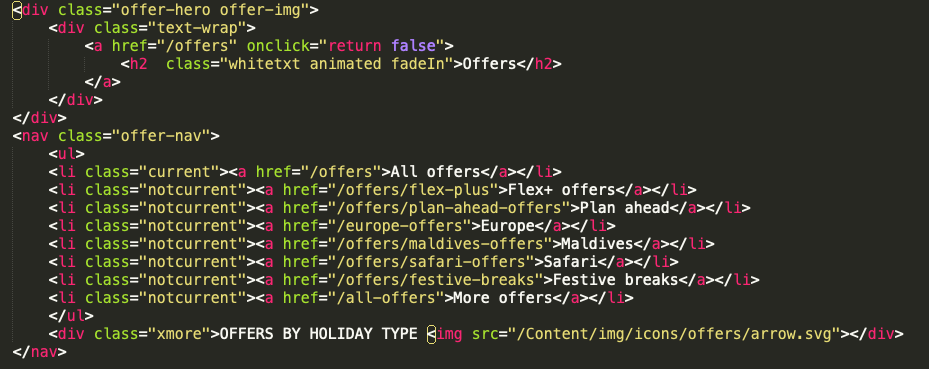 <div class="offer-hero offer-img">
    <div class="text-wrap">
        <a href="/offers" onclick="return false">
            <h2  class="whitetxt animated fadeIn">Offers</h2>
        </a>
    </div>
</div>
<nav class="offer-nav">
    <ul>
    <li class="current"><a href="/offers">All offers</a></li>
    <li class="notcurrent"><a href="/offers/flex-plus">Flex+ offers</a></li>
    <li class="notcurrent"><a href="/offers/plan-ahead-offers">Plan ahead</a></li>
    <li class="notcurrent"><a href="/europe-offers">Europe</a></li>
    <li class="notcurrent"><a href="/offers/maldives-offers">Maldives</a></li>
    <li class="notcurrent"><a href="/offers/safari-offers">Safari</a></li>
    <li class="notcurrent"><a href="/offers/festive-breaks">Festive breaks</a></li>
    <li class="notcurrent"><a href="/all-offers">More offers</a></li>
    </ul>
    <div class="xmore">OFFERS BY HOLIDAY TYPE <img src="/Content/img/icons/offers/arrow.svg"></div>
</nav>